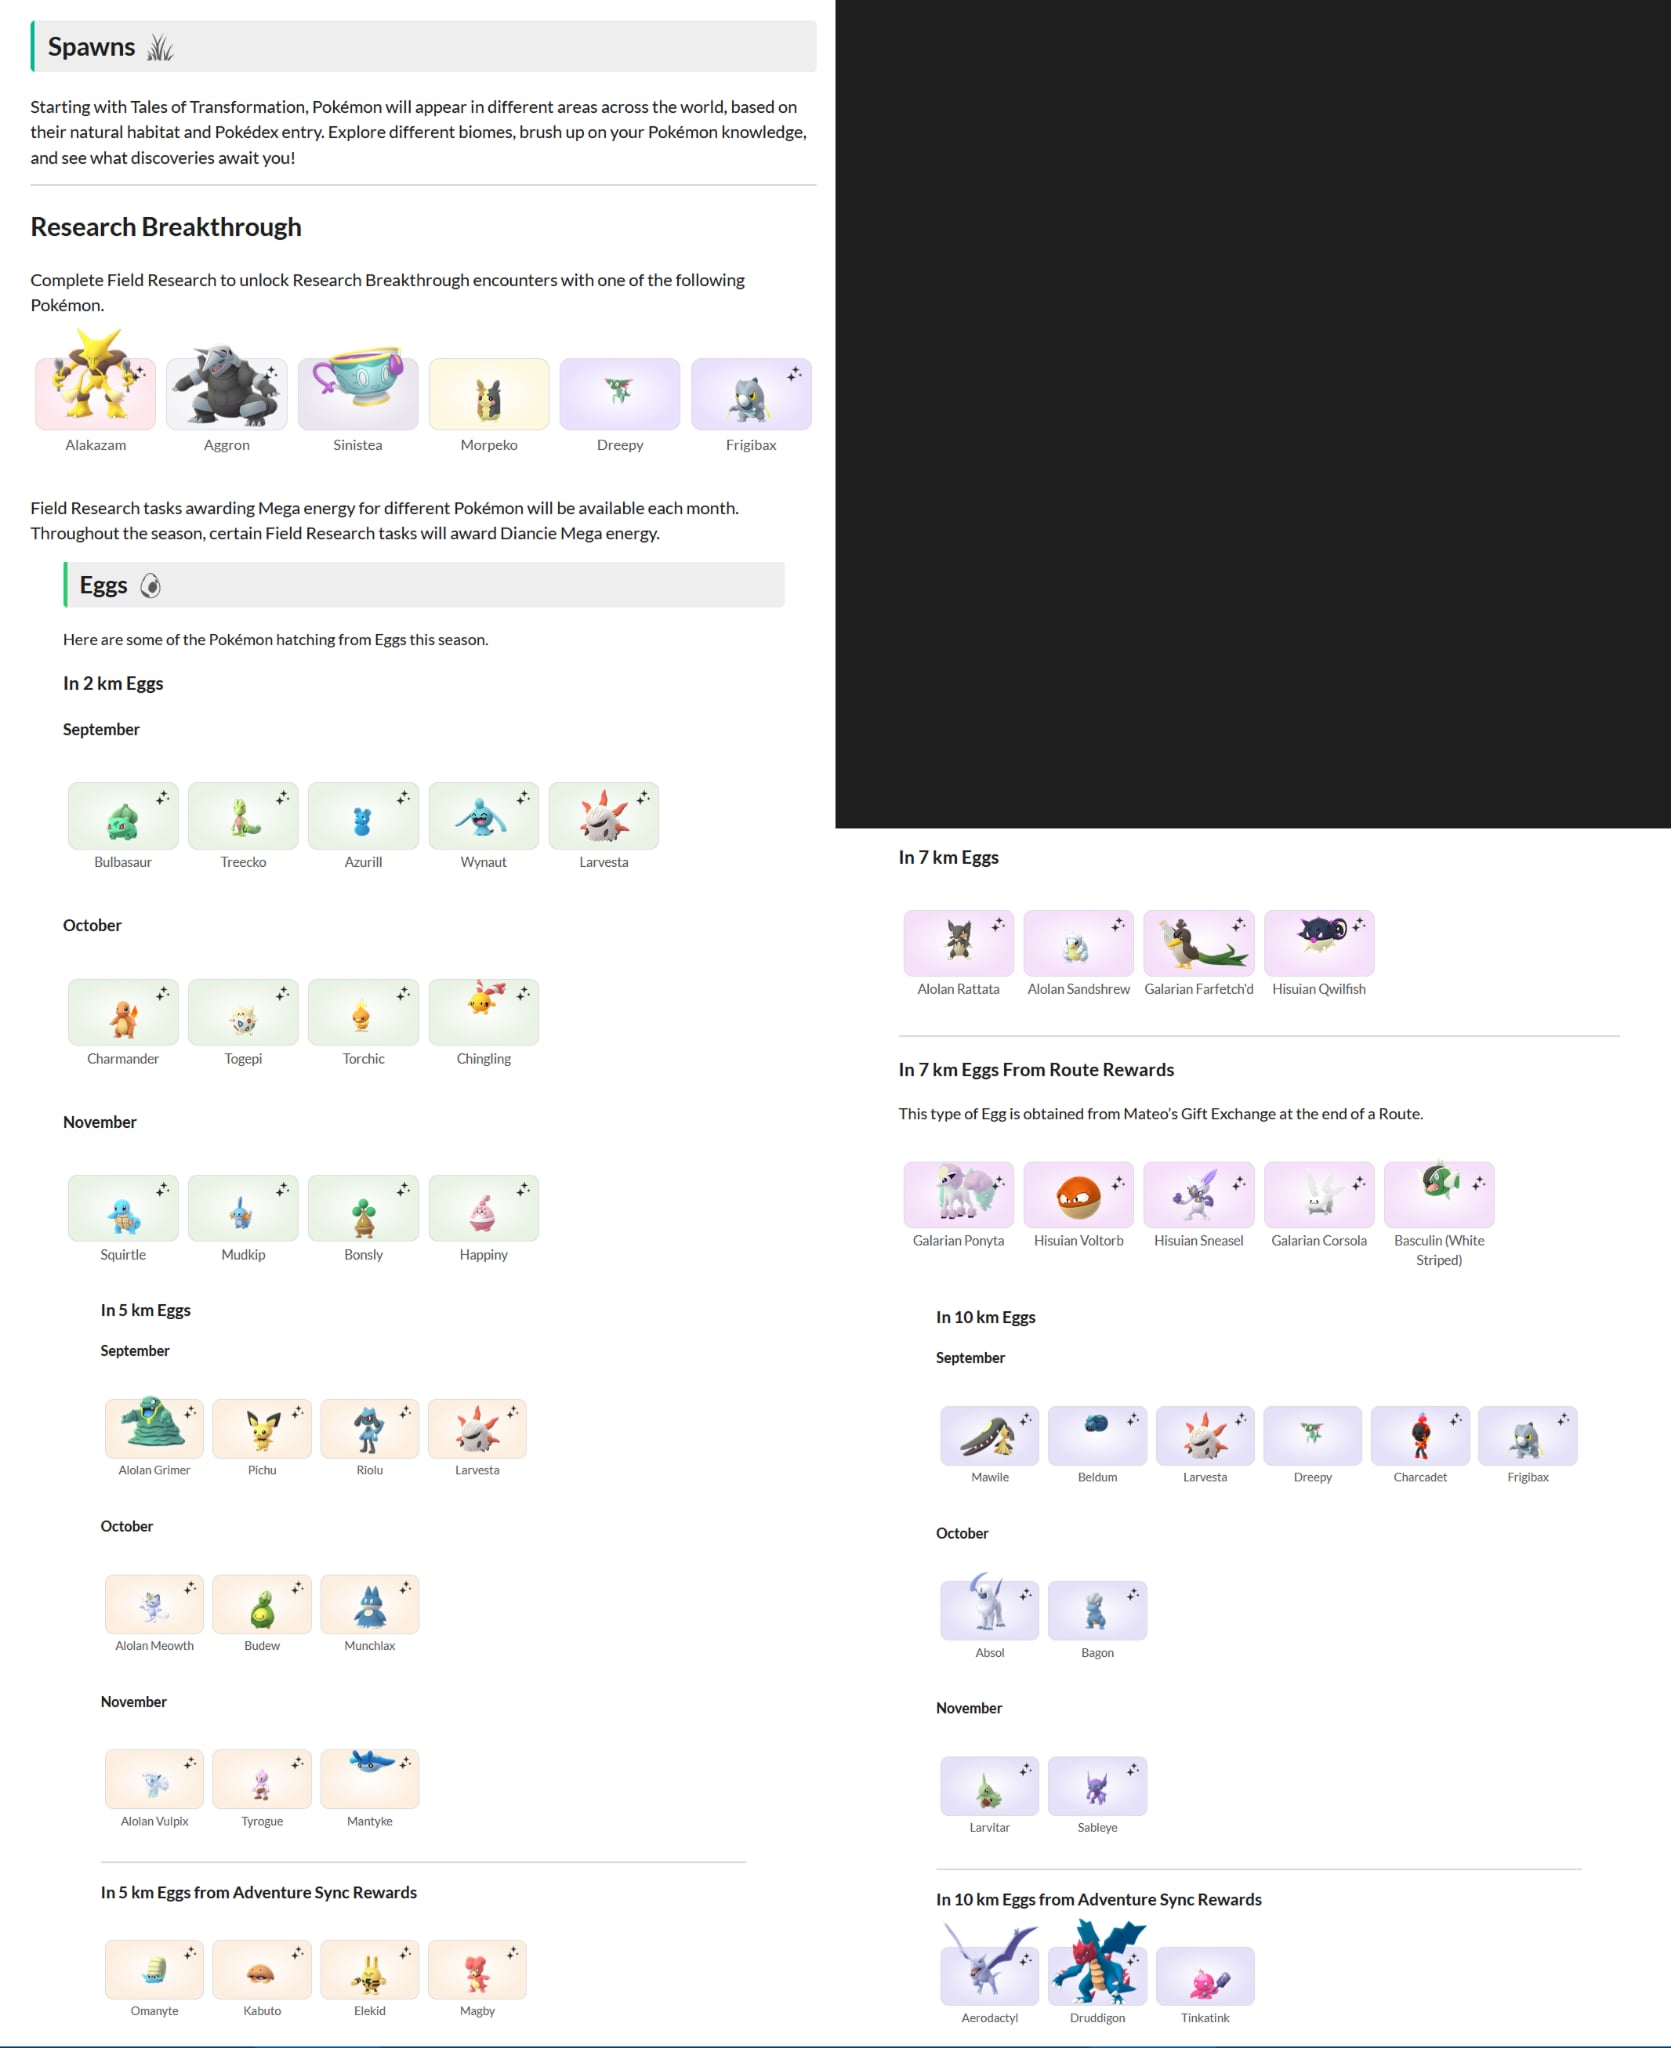 Spawns
Starting with Tales of Transformation, Pokémon will appear in different areas across the world, based on
their natural habitat and Pokédex entry. Explore different biomes, brush up on your Pokémon knowledge,
and see what discoveries await you!
Research Breakthrough
Complete Field Research to unlock Research Breakthrough encounters with one of the following
Pokémon.
Alakazam Aggron Sinistea Morpeko Dreepy Frigibax
Field Research tasks awarding Mega energy for different Pokémon will be available each month.
Throughout the season, certain Field Research tasks will award Diancie Mega energy.
Eggs
Here are some of the Pokémon hatching from Eggs this season.
In 2 km Eggs
September
Bulbasaur Treecko Azurill Wynaut Larvesta
October
Charmander Togepi Torchic Chingling
November
Squirtle Mudkip Bonsly Happiny
In 5 km Eggs
September
Alolan Grimer Pichu Riolu Larvesta
October
Alolan Meowth Budew Munchlax
November
Alolan Vulpix Tyrogue Mantyke
In 5 km Eggs from Adventure Sync Rewards
Omanyte Kabuto Elekid Magby
In 7 km Eggs
Alolan Rattata Alolan Sandshrew Galarian Farfetch'd Hisuian Qwilfish
In 7 km Eggs From Route Rewards
This type of Egg is obtained from Mateo’s Gift Exchange at the end of a Route.
Galarian Ponyta Hisuian Voltorb Hisuian Sneasel Galarian Corsola Basculin (White
Striped)
In 10 km Eggs
September
Mawile Beldum Larvesta Dreepy Charcadet Frigibax
October
Absol Bagon
November
Larvitar Sableye
In 10 km Eggs from Adventure Sync Rewards
Aerodactyl Druddigon Tinkatink